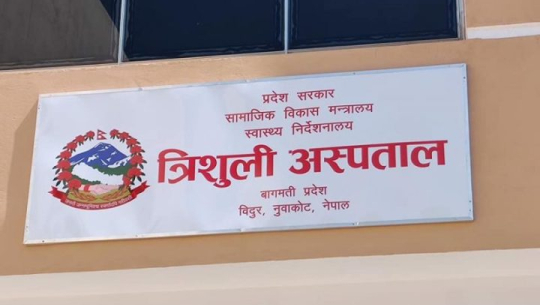 प्रदेश सरकार
सामाजिक विकास मन्त्रालय
स्वास्थ्य निर्देशनालय
त्रिशुली अस्पताल
बागमती प्रदेश
विदुर, नुवाकोट, नेपाल